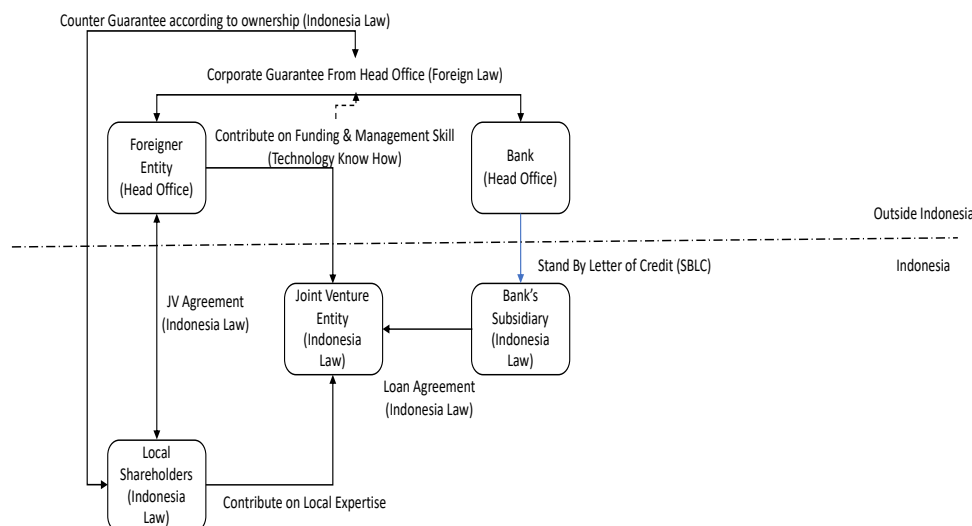 Counter Guarantee according to ownership (Indonesia Law)
Corporate Guarantee From Head Office (Foreign Law)
Foreigner
Entity
(Head Office)
Contribute on Funding & Management Skill
(Technology Know How)
Bank
(Head Office)
Outside Indonesia
Indonesia
Stand By Letter of Credit (SBLC)
JV Agreement
(Indonesia Law)
Joint Venture
Entity
(Indonesia
Law)
Bank's
Subsidiary
(Indonesia
Law)
Loan Agreement
(Indonesia Law)
Local
Shareholders
(Indonesia
Law)
Contribute on Local Expertise